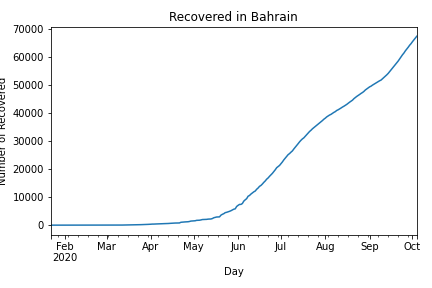 Recovered in Bahrain
Number of Recovered
70000
60000
50000
40000
30000
20000
10000
0
Feb Mar Apr May Jun Jul Aug Sep Oct
2020
Day